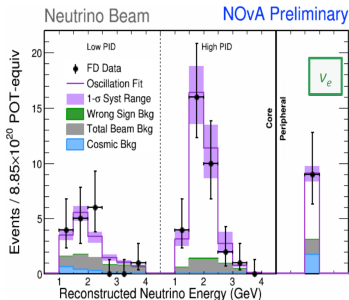 Neutrino Beam NOvA Preliminary
Low PID High PID
FD Data
Oscillation Fit
1-σ Syst Range
Wrong Sign Bkg
Total Beam Bkg
Cosmic Bkg
Core
Peripheral
νe
Events / 8.85×10²⁰ POT-equiv
20
15
10
5
0
1 2 3 4 1 2 3 4
Reconstructed Neutrino Energy (GeV)